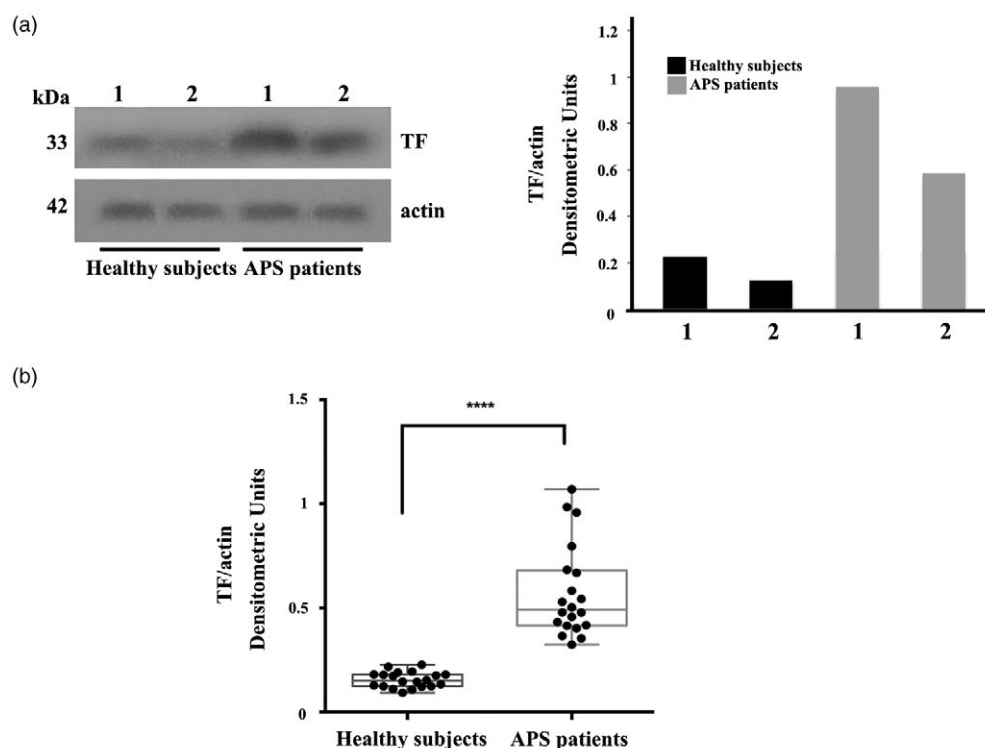 (a)
kDa
1 2 1 2
33
TF
42
actin
Healthy subjects APS patients
TF/actin
Densitometric Units
1.2
1
0.8
0.6
0.4
0.2
0
Healthy subjects
APS patients
1 2 1 2
(b)
TF/actin
Densitometric Units
1.5
1
0.5
0
****
Healthy subjects APS patients